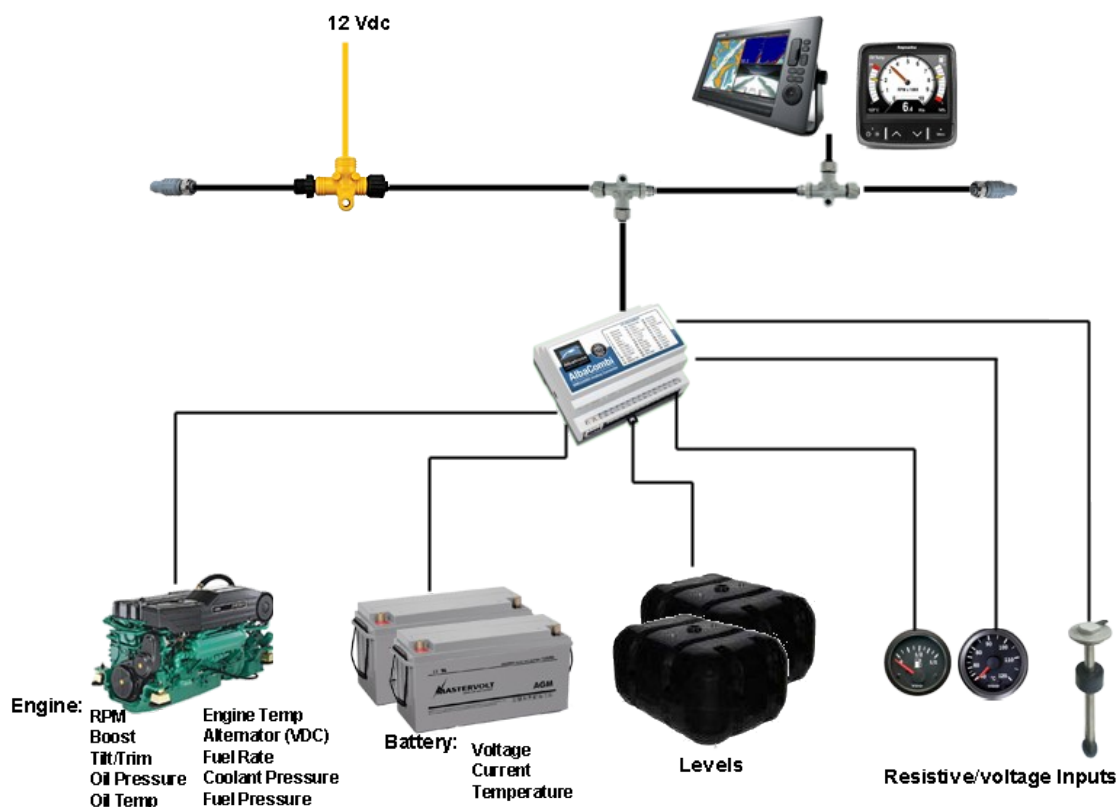 12 Vdc
AlbaCombi
Engine:
RPM Engine Temp
Boost Alternator (VDC)
Tilt/Trim Fuel Rate
Oil Pressure Coolant Pressure
Oil Temp Fuel Pressure
MASTERVOLT
AGM
Battery:
Voltage
Current
Temperature
Levels
Resistive/voltage Inputs